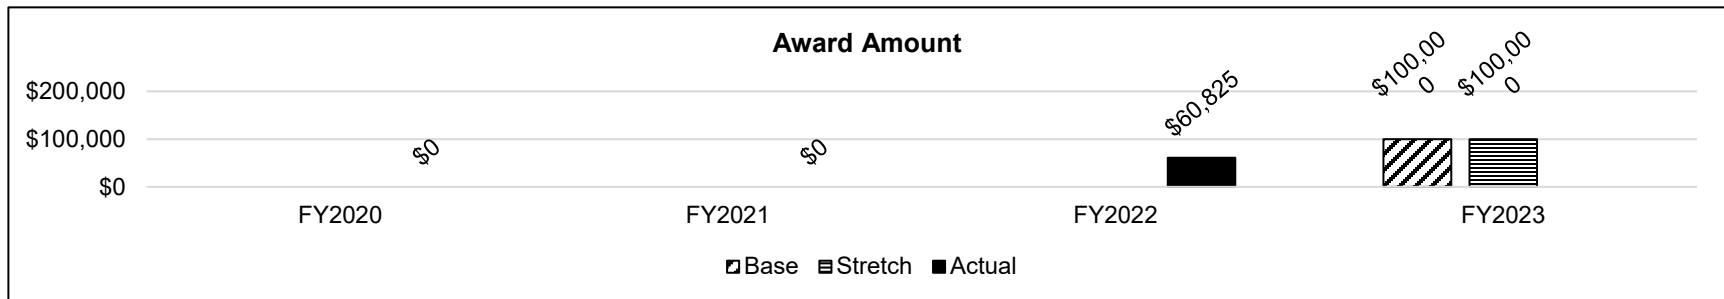 Award Amount
$200,000
$100,000
$0
$0
$0
$60,825
$100,00
0
$100,00
0
FY2020
FY2021
FY2022
FY2023
Base Stretch Actual